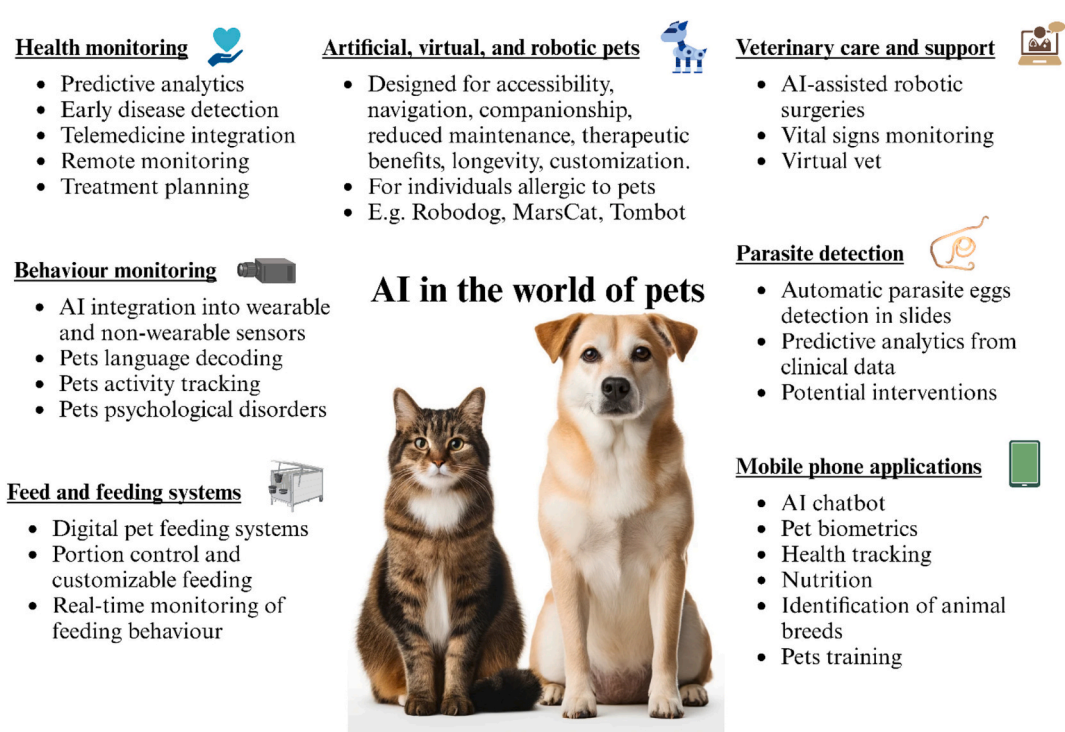 Health monitoring
• Predictive analytics
• Early disease detection
• Telemedicine integration
• Remote monitoring
• Treatment planning
Artificial, virtual, and robotic pets
• Designed for accessibility,
navigation, companionship,
reduced maintenance, therapeutic
benefits, longevity, customization.
• For individuals allergic to pets
• E.g. Robodog, MarsCat, Tombot
Veterinary care and support
• AI-assisted robotic
surgeries
• Vital signs monitoring
• Virtual vet
Behaviour monitoring
• AI integration into wearable
and non-wearable sensors
• Pets language decoding
• Pets activity tracking
• Pets psychological disorders
AI in the world of pets
Parasite detection
• Automatic parasite eggs
detection in slides
• Predictive analytics from
clinical data
• Potential interventions
Feed and feeding systems
• Digital pet feeding systems
• Portion control and
customizable feeding
• Real-time monitoring of
feeding behaviour
Mobile phone applications
• AI chatbot
• Pet biometrics
• Health tracking
• Nutrition
• Identification of animal
breeds
• Pets training